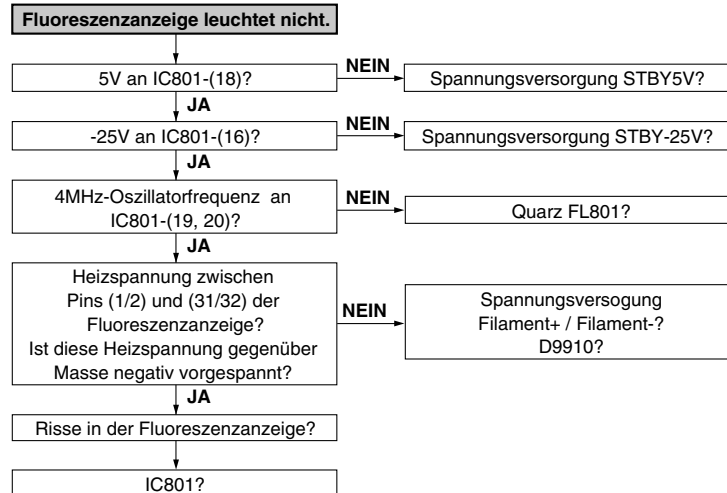 Fluoreszenzanzeige leuchtet nicht.
5V an IC801-(18)?
NEIN
Spannungsversorgung STBY5V?
JA
-25V an IC801-(16)?
NEIN
Spannungsversorgung STBY-25V?
JA
4MHz-Oszillatorfrequenz an
IC801-(19, 20)?
NEIN
Quarz FL801?
JA
Heizspannung zwischen
Pins (1/2) und (31/32) der
Fluoreszenzanzeige?
Ist diese Heizspannung gegenüber
Masse negativ vorgespannt?
NEIN
Spannungsversogung
Filament+ / Filament-?
D9910?
JA
Risse in der Fluoreszenzanzeige?
IC801?